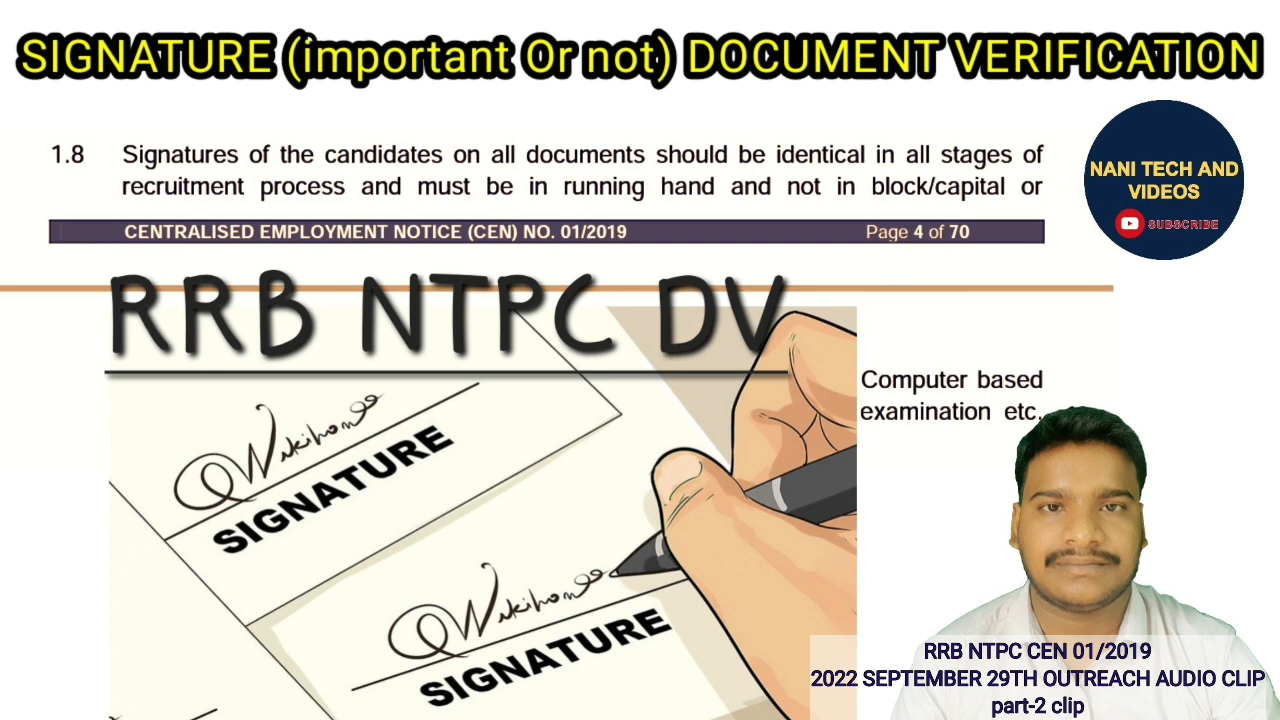 SIGNATURE (important Or not) DOCUMENT VERIFICATION
1.8 Signatures of the candidates on all documents should be identical in all stages of
recruitment process and must be in running hand and not in block/capital or
CENTRALISED EMPLOYMENT NOTICE (CEN) NO. 01/2019 Page 4 of 70
NANI TECH AND
VIDEOS
SUBSCRIBE
RRB NTPC DV
Computer based
examination etc.
Wikihow
SIGNATURE
Wikihow
SIGNATURE
RRB NTPC CEN 01/2019
2022 SEPTEMBER 29TH OUTREACH AUDIO CLIP
part-2 clip